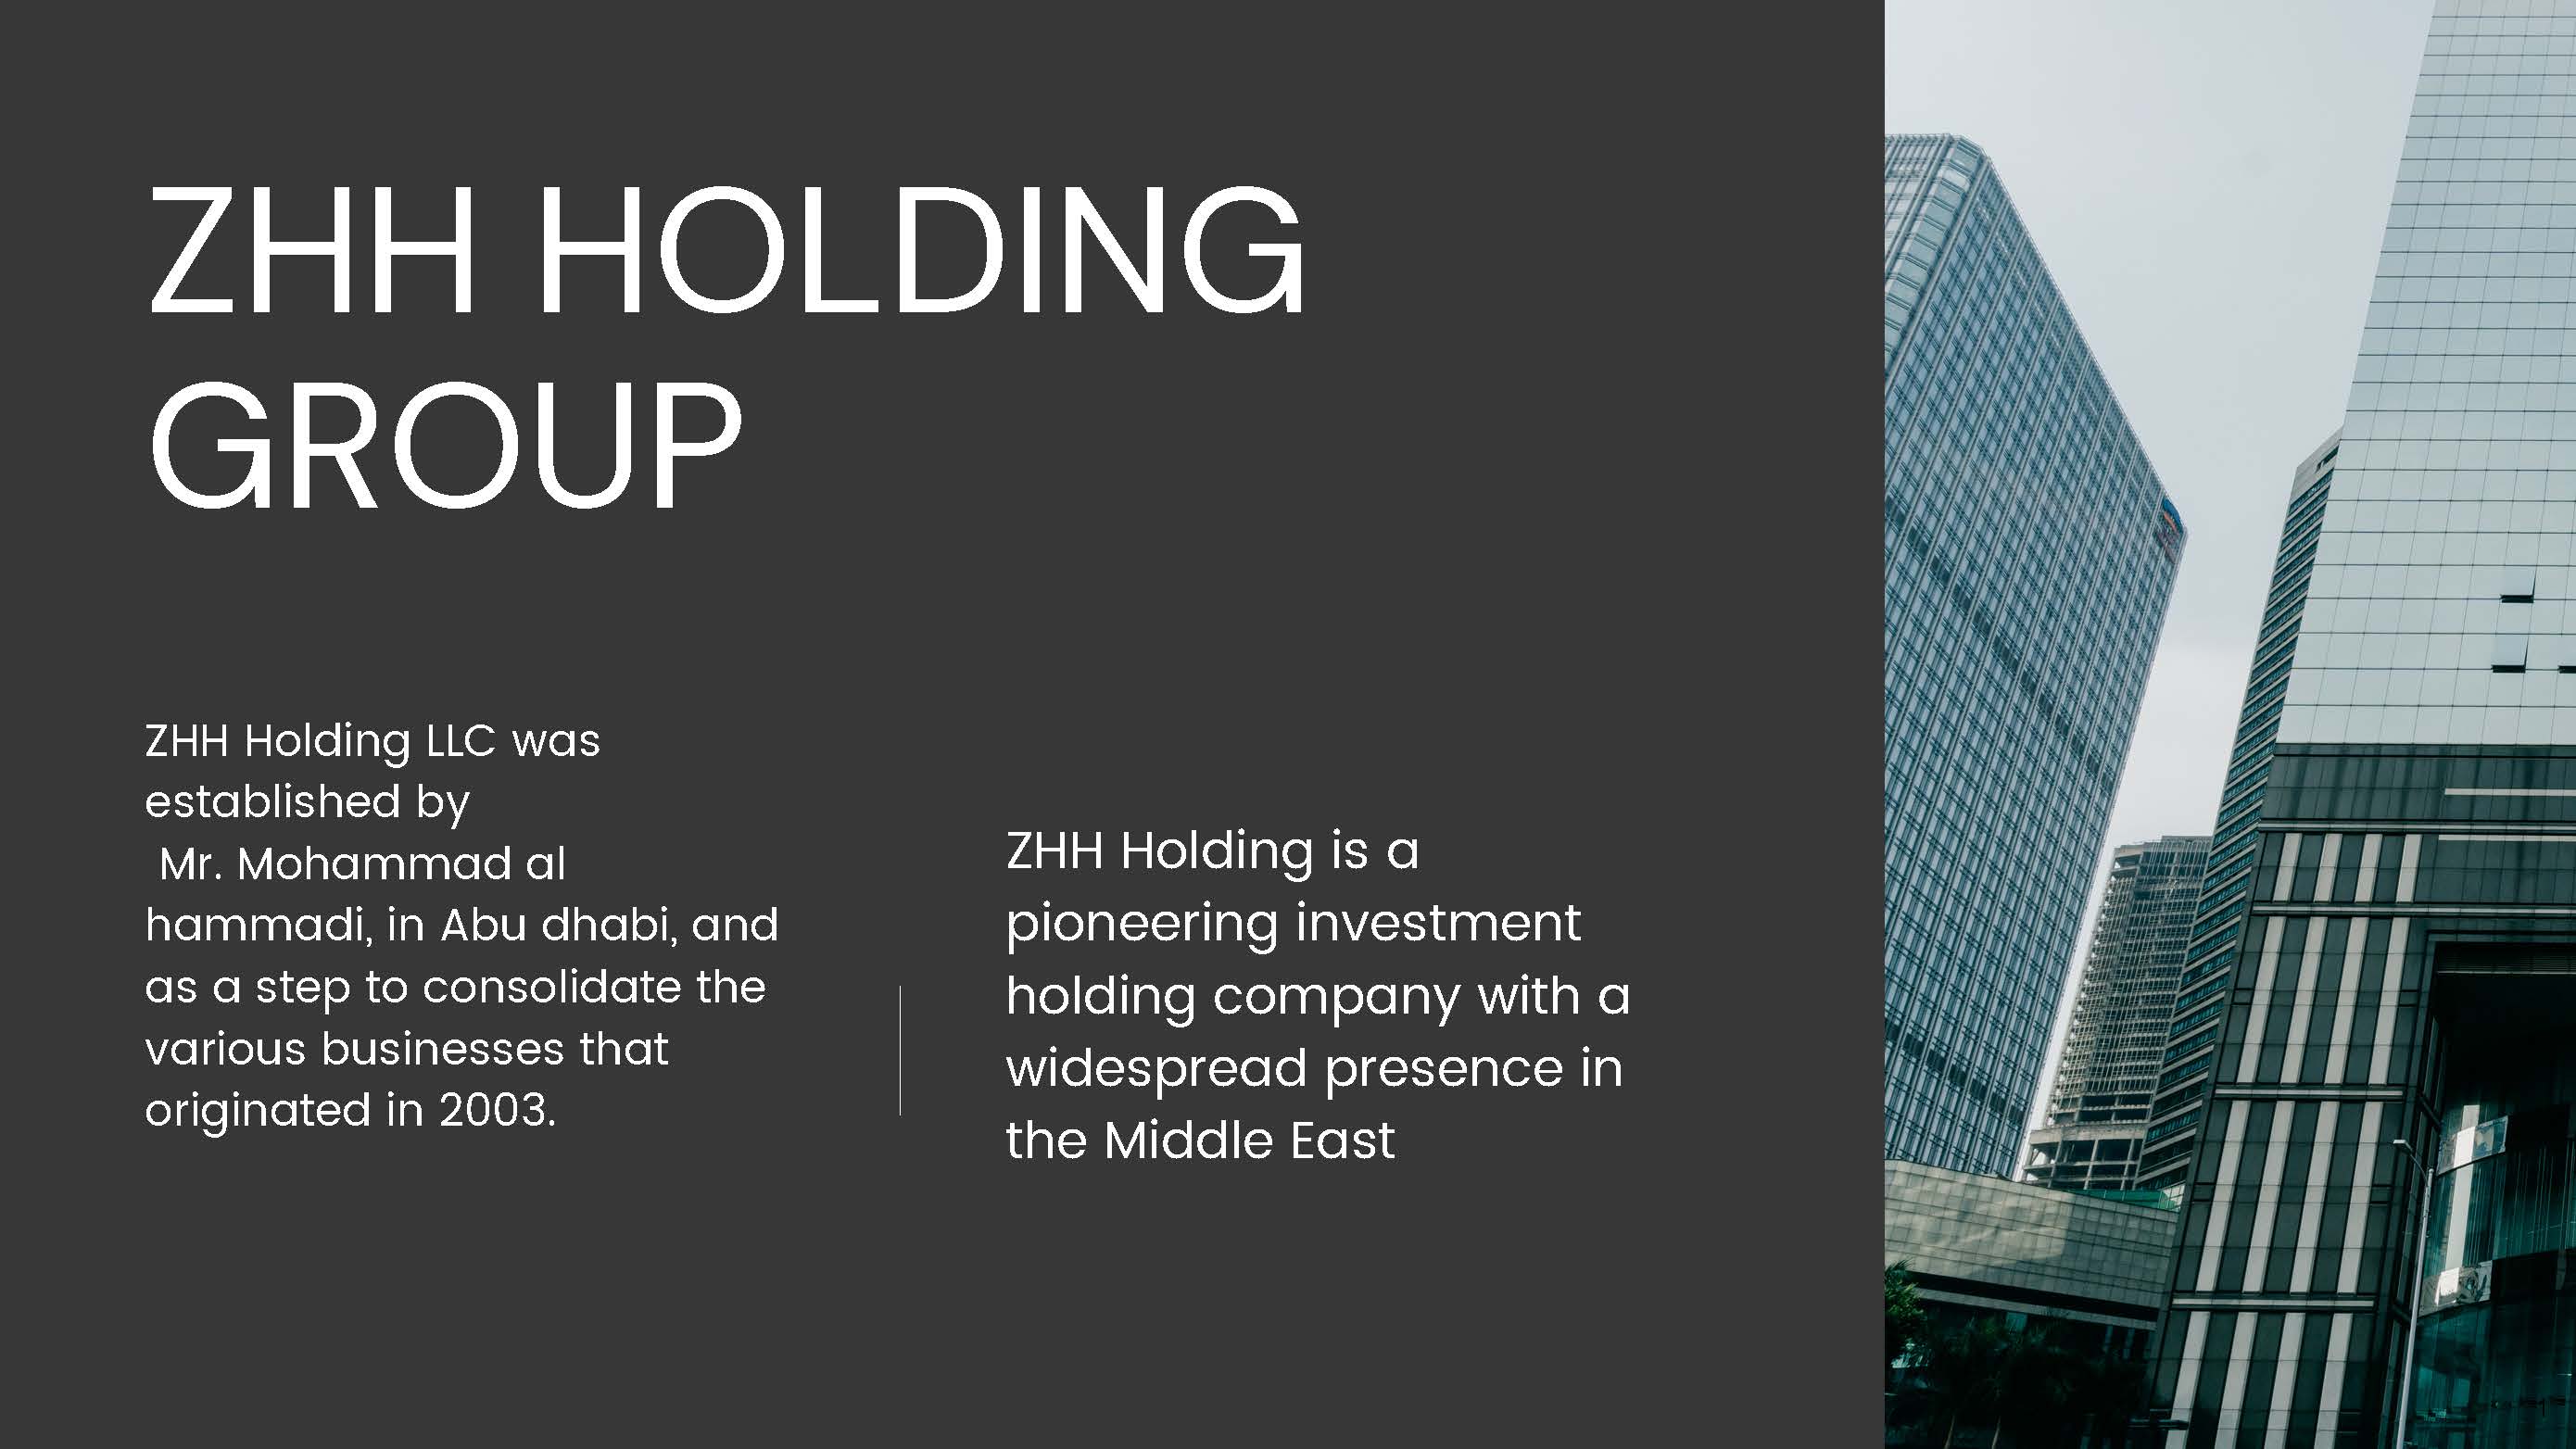 ZHH HOLDING
GROUP
ZHH Holding LLC was
established by
Mr. Mohammad al
hammadi, in Abu dhabi, and
as a step to consolidate the
various businesses that
originated in 2003.
ZHH Holding is a
pioneering investment
holding company with a
widespread presence in
the Middle East